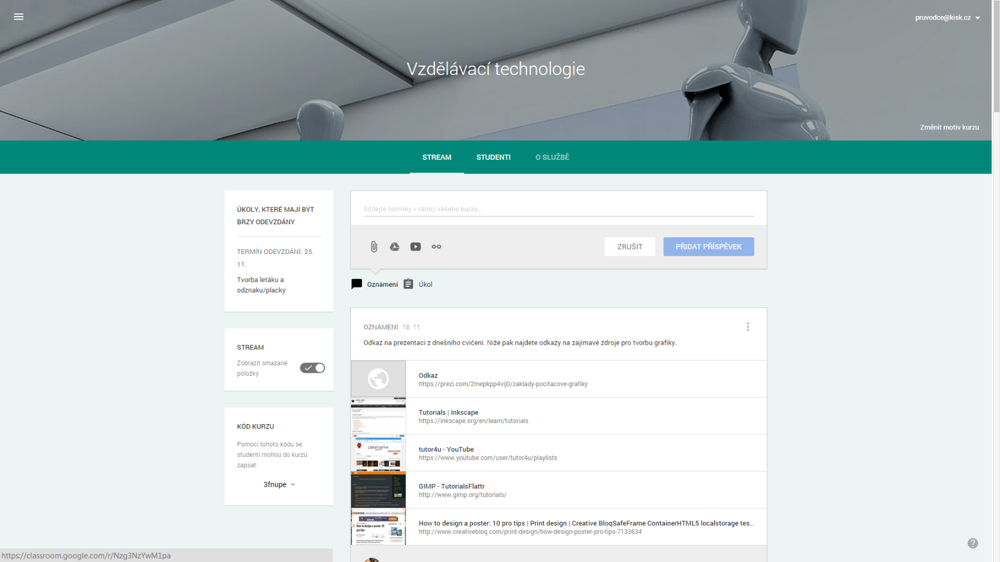 pruvodce@kisk.cz
Vzdělávací technologie
Změnit motiv kurzu
STREAM
STUDENTI
O SLUŽBĚ
ÚKOLY, KTERÉ MAJÍ BÝT
BRZY ODEVZDÁNY
TERMÍN ODEVZDÁNÍ: 25.
11.
Tvorba letáku a
odznaku/placky
STREAM
Zobrazit smazané
položky
KÓD KURZU
Pomocí tohoto kódu se
studenti mohou do kurzu
zapsat:
3fnupe
Sdílejte novinky v rámci vašeho kurzu...
ZRUŠIT
PŘIDAT PŘÍSPĚVEK
Oznámení
Úkol
OZNÁMENÍ 18. 11.
Odkaz na prezentaci z dnešního cvičení. Níže pak najdete odkazy na zajímavé zdroje pro tvorbu grafiky.
Odkaz
https://prezi.com/2mepkpp4vij0/zaklady-pocitacove-grafiky
Tutorials | Inkscape
https://inkscape.org/en/learn/tutorials
tutor4u - YouTube
https://www.youtube.com/user/tutor4u/playlists
GIMP - TutorialsFlattr
http://www.gimp.org/tutorials/
How to design a poster: 10 pro tips | Print design | Creative BloqSafeFrame ContainerHTML5 localstorage tes...
http://www.creativebloq.com/print-design/how-design-poster-pro-tips-7133634
https://classroom.google.com/r/Nzg3NzYwM1pa